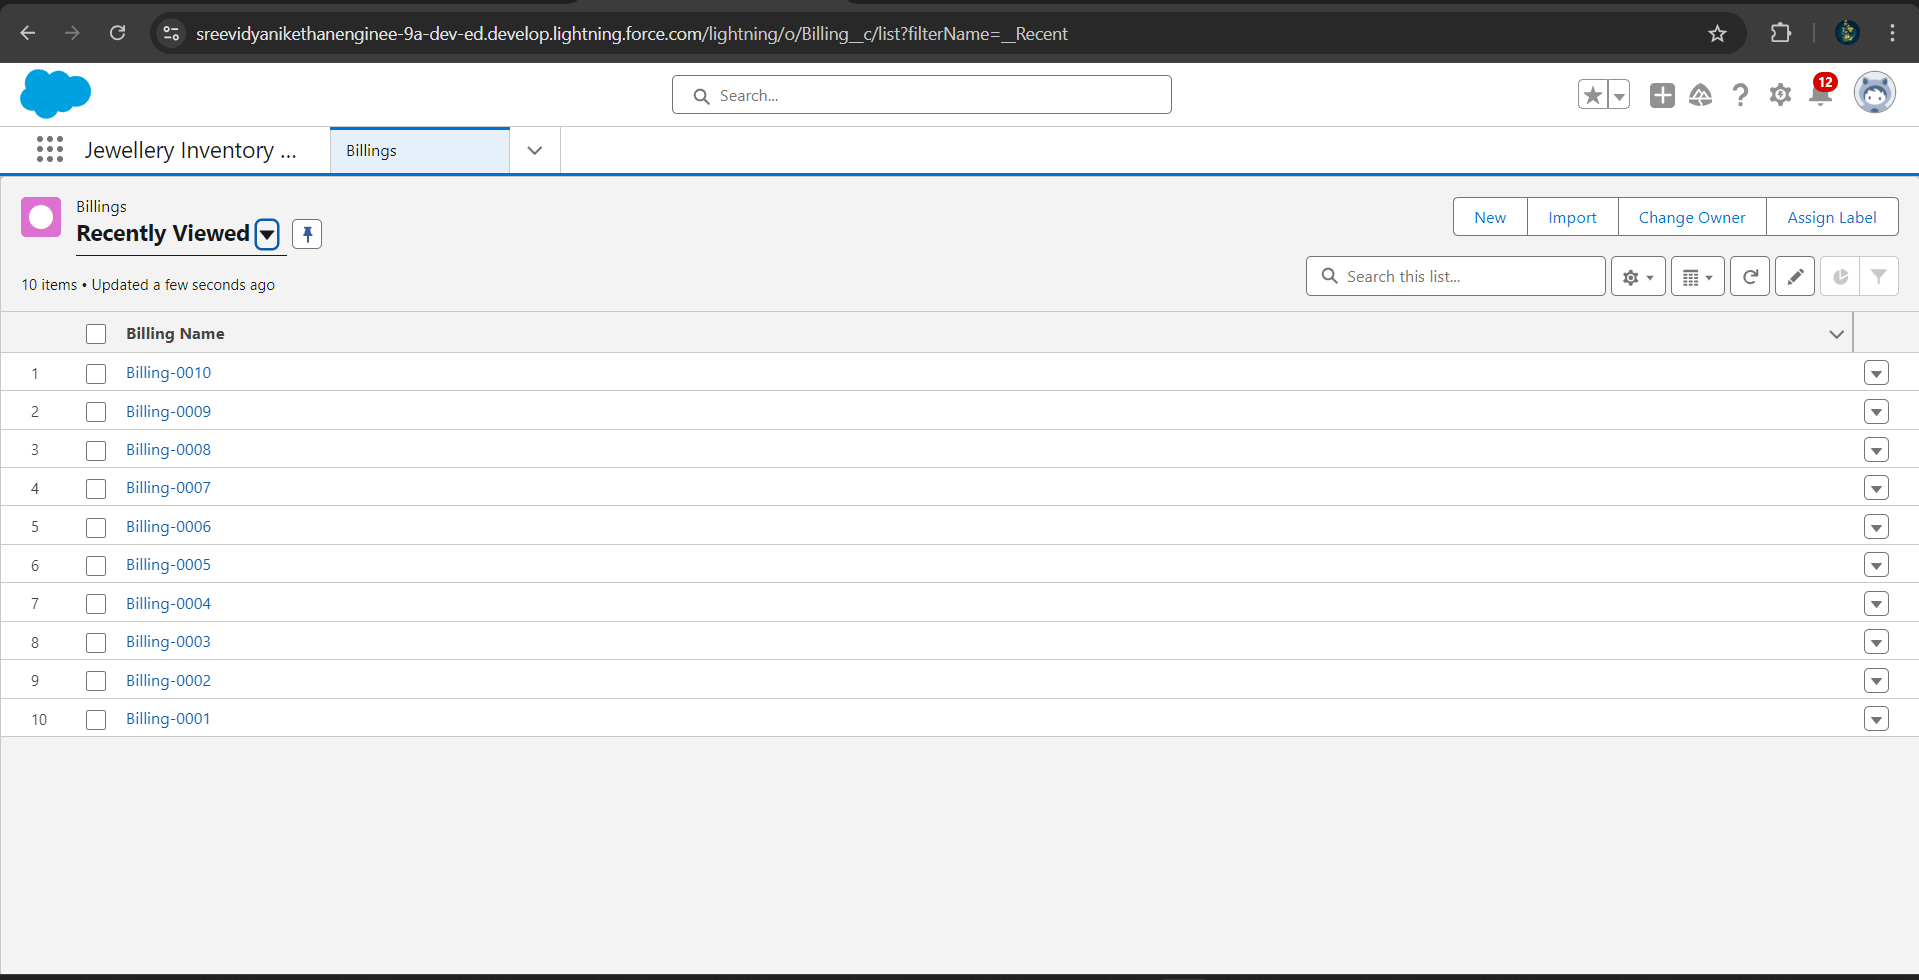 sreevidyanikethanenginee-9a-dev-ed.develop.lightning.force.com/lightning/o/Billing__c/list?filterName=__Recent
Search...
12
Jewellery Inventory ...
Billings
Billings
Recently Viewed
New
Import
Change Owner
Assign Label
10 items • Updated a few seconds ago
Search this list...
Billing Name
1 Billing-0010
2 Billing-0009
3 Billing-0008
4 Billing-0007
5 Billing-0006
6 Billing-0005
7 Billing-0004
8 Billing-0003
9 Billing-0002
10 Billing-0001